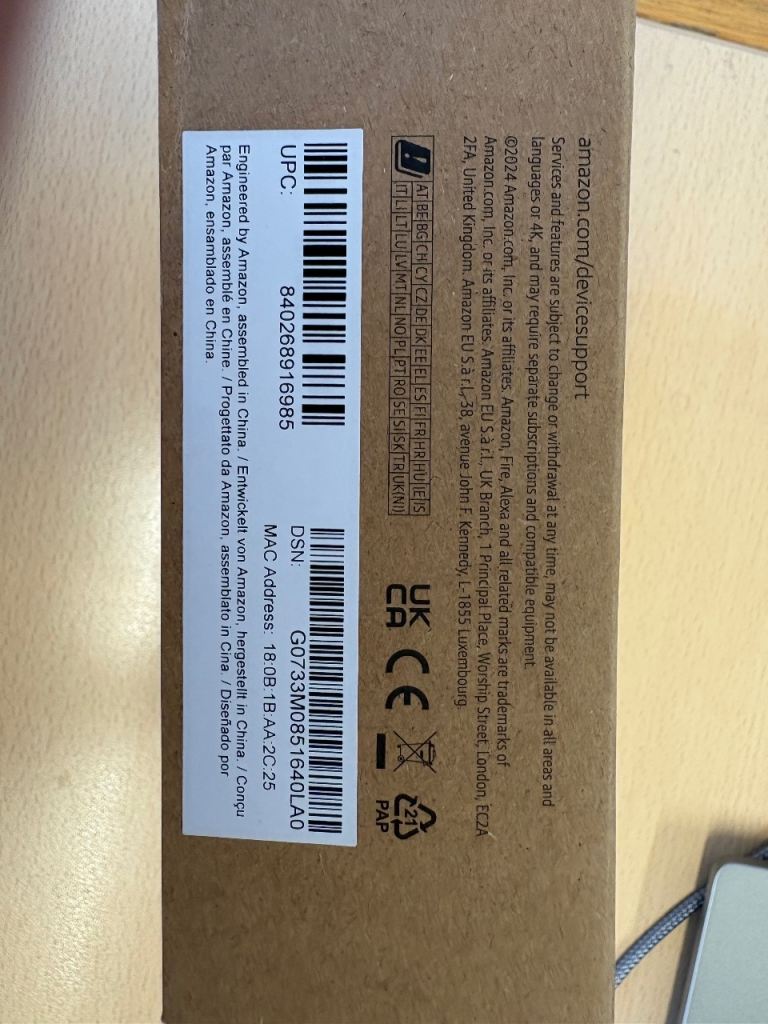 amazon.com/devicesupport
Services and features are subject to change or withdrawal at any time, may not be available in all areas and
languages or 4K, and may require separate subscriptions and compatible equipment.
©2024 Amazon.com, Inc. or its affiliates. Amazon, Fire, Alexa and all related marks are trademarks of
Amazon.com, Inc. or its affiliates. Amazon EU S.à r.l., UK Branch, 1 Principal Place, Worship Street, London, EC2A
2FA, United Kingdom. Amazon EU S.à r.l., 38, avenue John F. Kennedy, L-1855 Luxembourg.
AT BE BG CH CY CZ DE DK EE EL ES FI FR HR HU IE IS
IT LI LT LU LV MT NL NO PL PT RO SE SI SK TR UK(NI)
UK
CA
CE
21
PAP
UPC: 840268916985
DSN: G0733M0851640LA0
MAC Address: 18:0B:1B:AA:2C:25
Engineered by Amazon, assembled in China. / Entwickelt von Amazon, hergestellt in China. / Conçu
par Amazon, assemblé en Chine. / Progettato da Amazon, assemblato in Cina. / Diseñado por
Amazon, ensamblado en China.